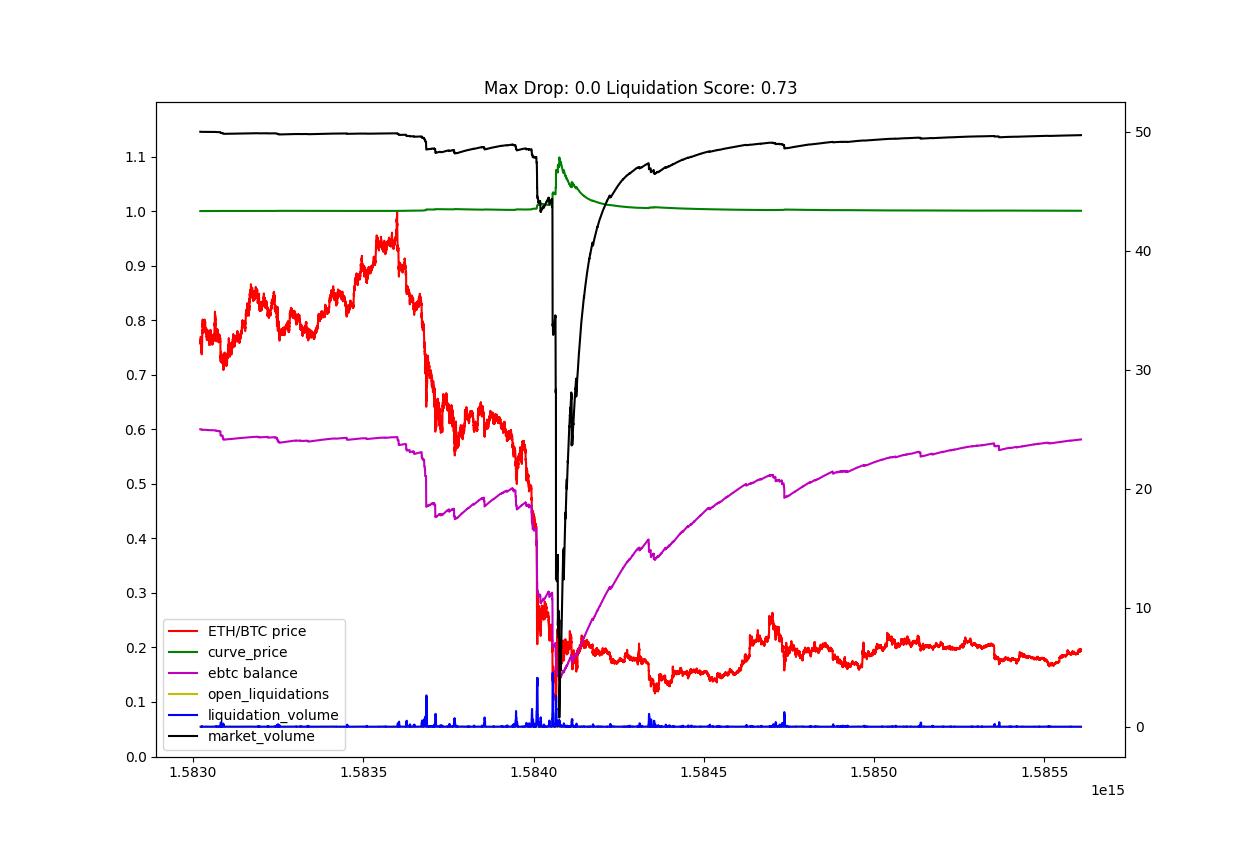 Max Drop: 0.0 Liquidation Score: 0.73
1.1
1.0
0.9
0.8
0.7
0.6
0.5
0.4
0.3
0.2
0.1
0.0
50
40
30
20
10
0
ETH/BTC price
curve_price
ebtc balance
open_liquidations
liquidation_volume
market_volume
1.5830 1.5835 1.5840 1.5845 1.5850 1.5855
1e15